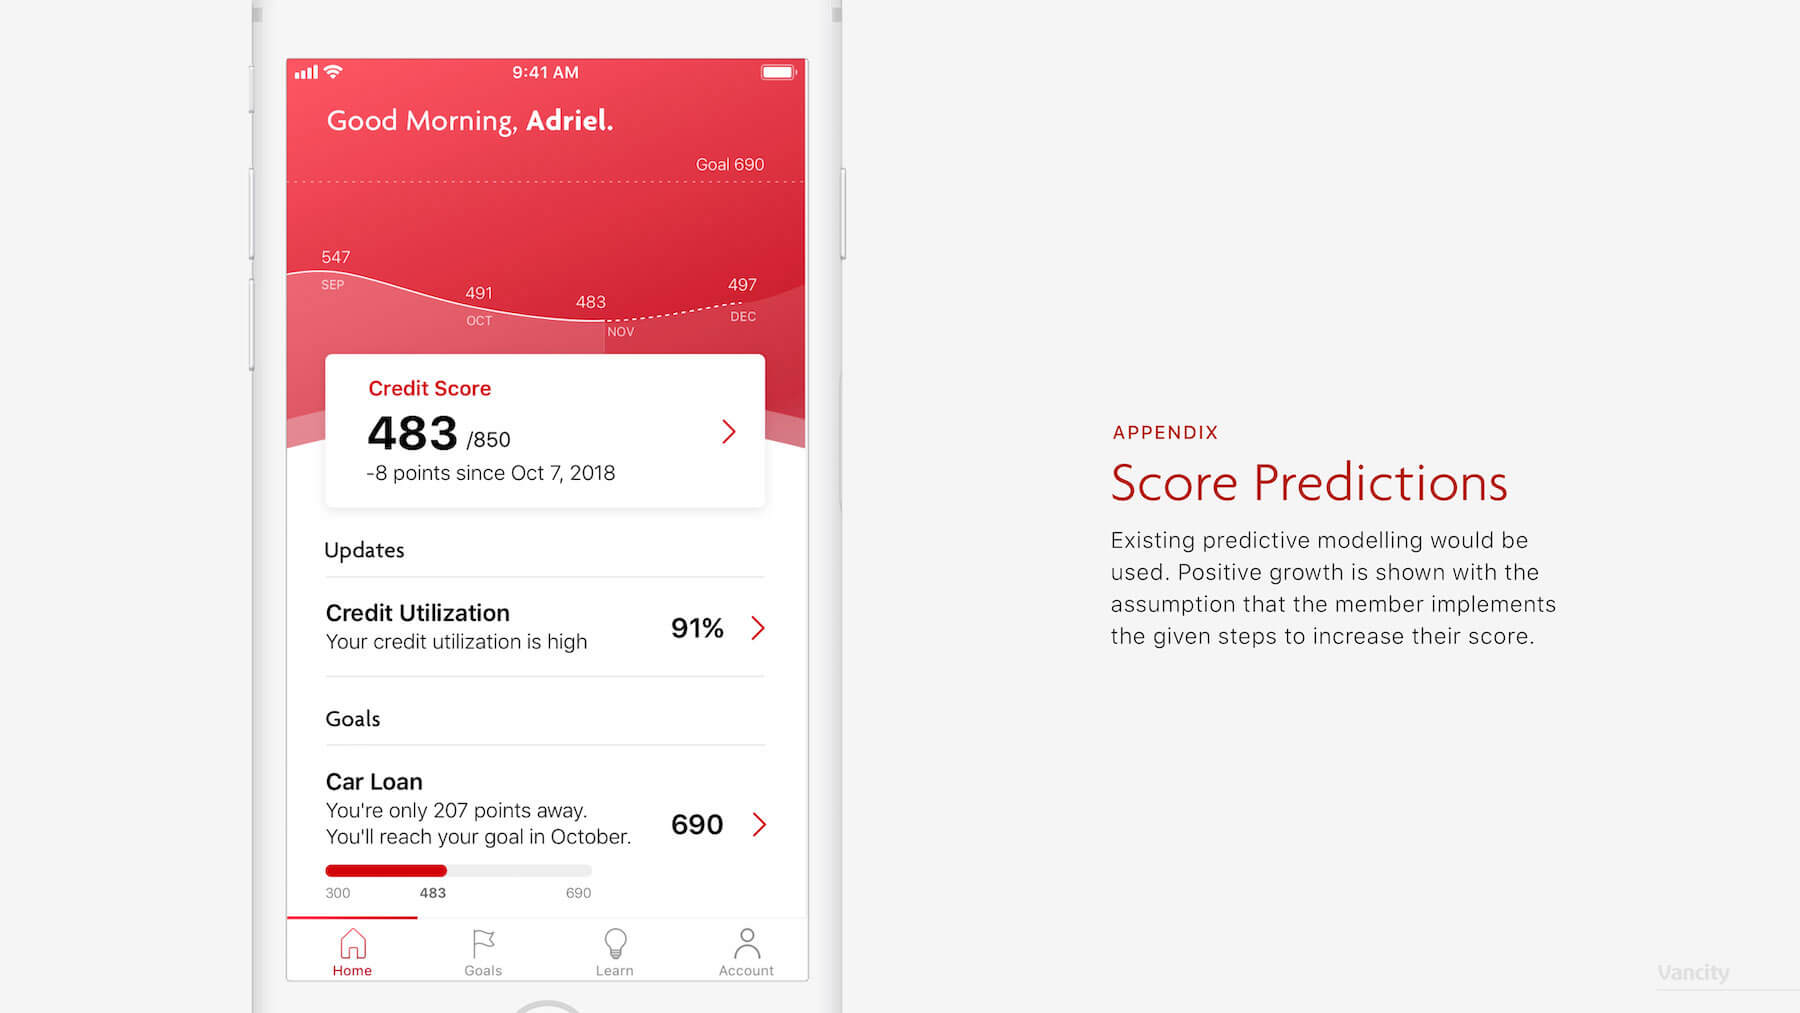 9:41 AM
Good Morning, Adriel.
Goal 690
547
SEP
491
OCT
483
NOV
497
DEC
Credit Score
483 /850
-8 points since Oct 7, 2018
Updates
Credit Utilization
Your credit utilization is high
91%
Goals
Car Loan
You're only 207 points away.
You'll reach your goal in October.
690
300 483 690
Home Goals Learn Account
APPENDIX
Score Predictions
Existing predictive modelling would be
used. Positive growth is shown with the
assumption that the member implements
the given steps to increase their score.
Vancity